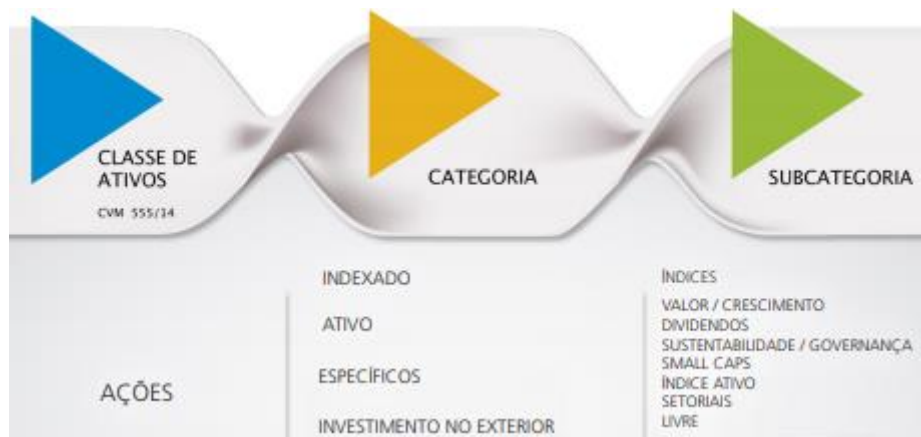 CLASSE DE
ATIVOS
CVM 555/14
CATEGORIA
SUBCATEGORIA
AÇÕES
INDEXADO
ATIVO
ESPECÍFICOS
INVESTIMENTO NO EXTERIOR
ÍNDICES
VALOR / CRESCIMENTO
DIVIDENDOS
SUSTENTABILIDADE / GOVERNANÇA
SMALL CAPS
ÍNDICE ATIVO
SETORIAIS
LIVRE